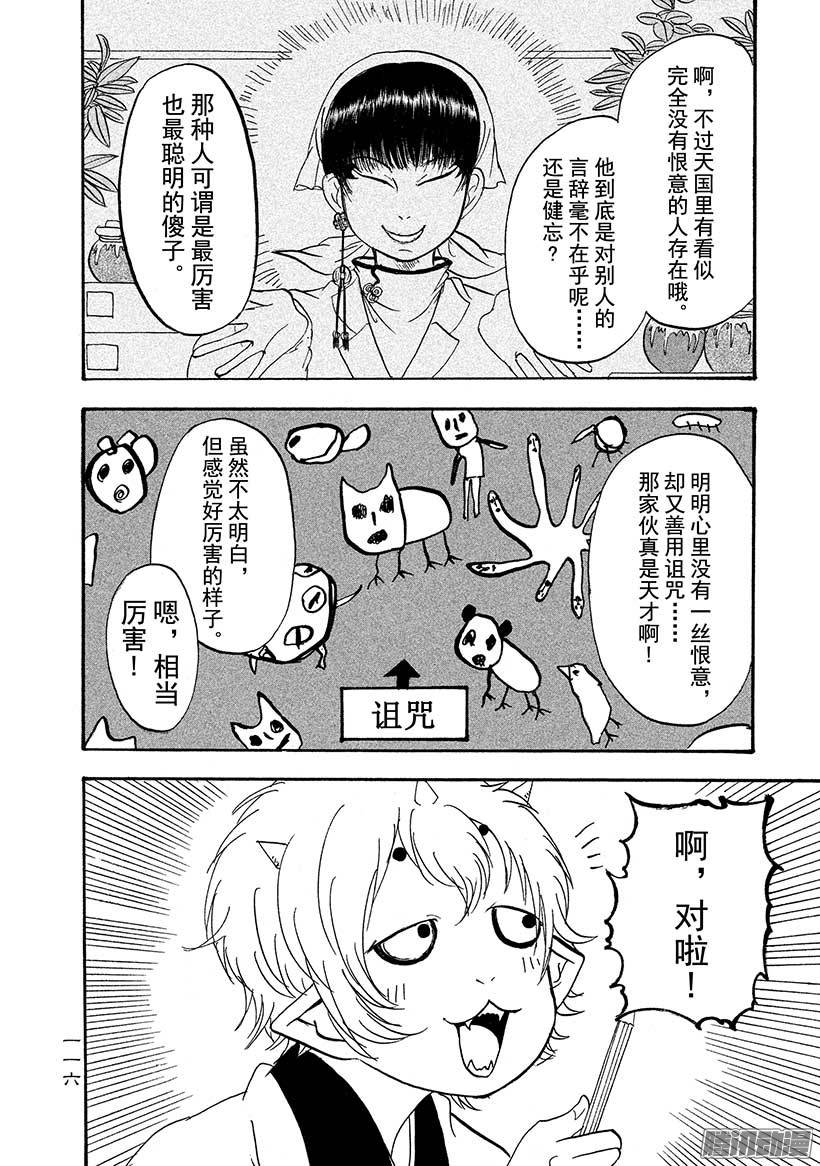 啊，不过天国里有看似
完全没有恨意的人存在哦。
他到底是对别人的
言辞毫不在乎呢……
还是健忘？
那种人可谓是最厉害
也最聪明的傻子。
明明心里没有一丝恨意，
却又善用诅咒……
那家伙真是天才啊！
虽然不太明白，
但感觉好厉害的样子。
嗯，相当
厉害！
诅咒
啊，对啦！
一一六
腾讯动漫